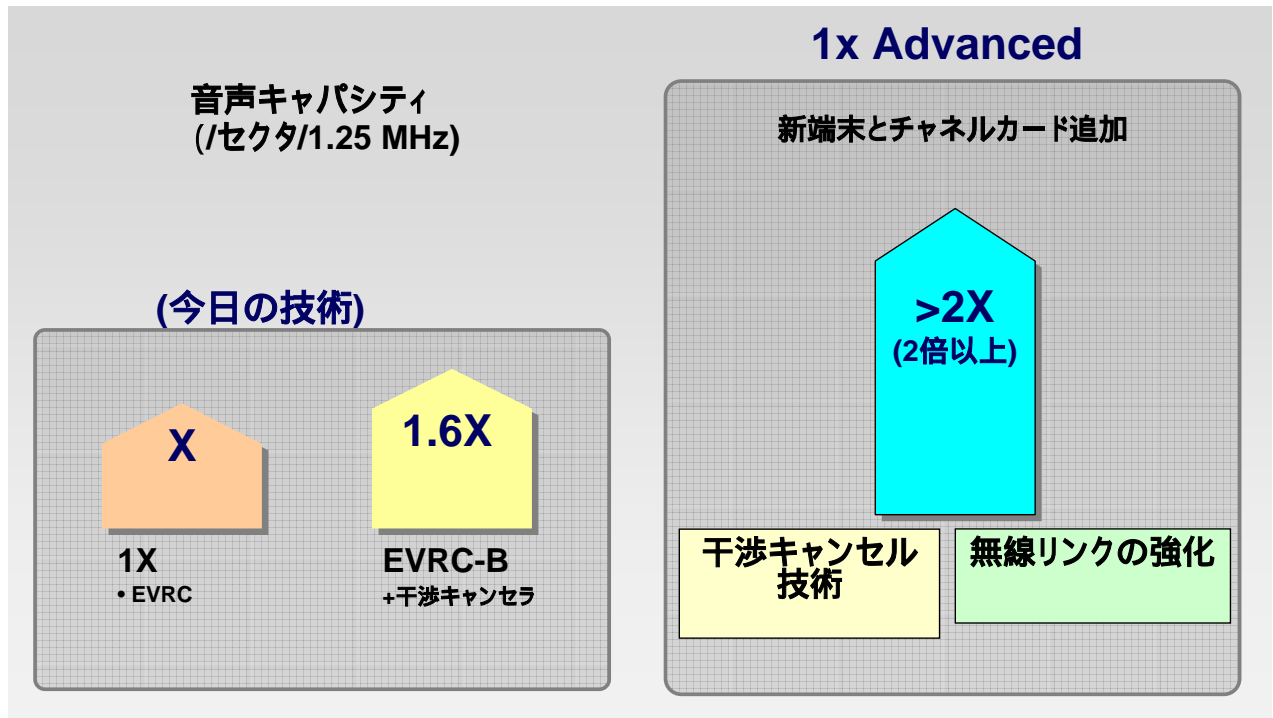 1x Advanced
音声キャパシティ
(/セクタ/1.25 MHz)
新端末とチャネルカード追加
>2X
(2倍以上)
(今日の技術)
X
1.6X
1X
• EVRC
EVRC-B
+干渉キャンセラ
干渉キャンセル
技術
無線リンクの強化